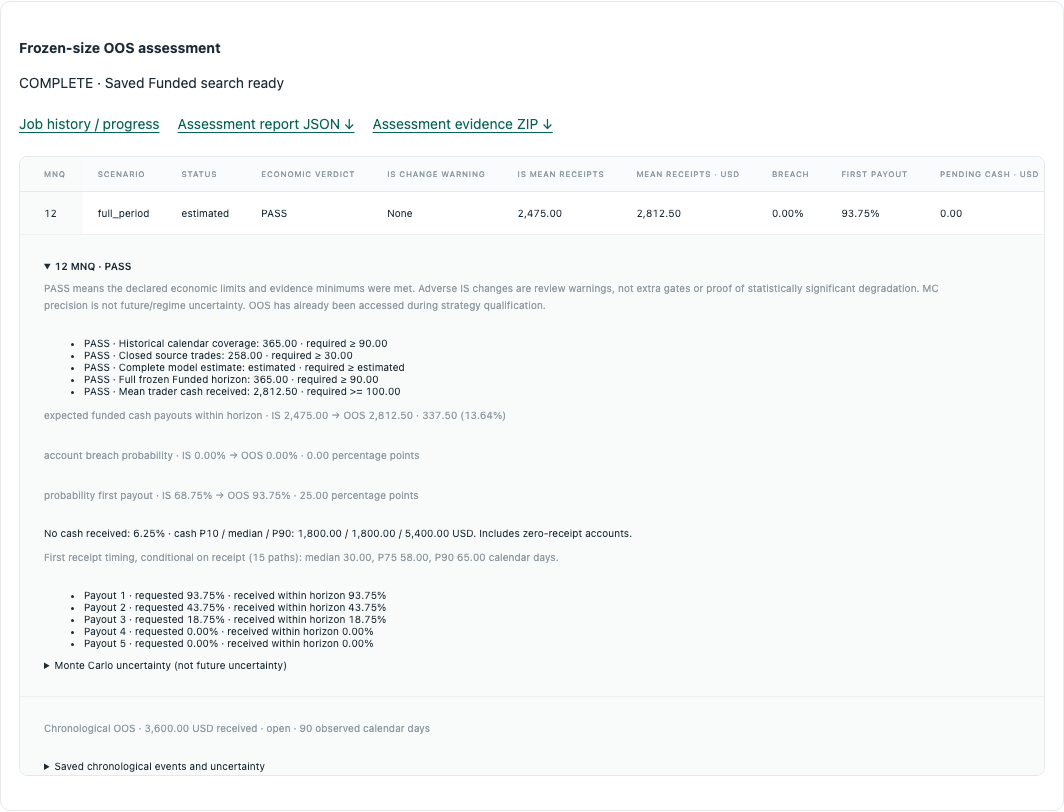 Frozen-size OOS assessment
COMPLETE · Saved Funded search ready
Job history / progress Assessment report JSON ↓ Assessment evidence ZIP ↓
MNQ SCENARIO STATUS ECONOMIC VERDICT IS CHANGE WARNING IS MEAN RECEIPTS MEAN RECEIPTS · USD BREACH FIRST PAYOUT PENDING CASH · USD
12 full_period estimated PASS None 2,475.00 2,812.50 0.00% 93.75% 0.00
▼ 12 MNQ · PASS
PASS means the declared economic limits and evidence minimums were met. Adverse IS changes are review warnings, not extra gates or proof of statistically significant degradation. MC
precision is not future/regime uncertainty. OOS has already been accessed during strategy qualification.
• PASS · Historical calendar coverage: 365.00 · required ≥ 90.00
• PASS · Closed source trades: 258.00 · required ≥ 30.00
• PASS · Complete model estimate: estimated · required ≥ estimated
• PASS · Full frozen Funded horizon: 365.00 · required ≥ 90.00
• PASS · Mean trader cash received: 2,812.50 · required >= 100.00
expected funded cash payouts within horizon · IS 2,475.00 → OOS 2,812.50 · 337.50 (13.64%)
account breach probability · IS 0.00% → OOS 0.00% · 0.00 percentage points
probability first payout · IS 68.75% → OOS 93.75% · 25.00 percentage points
No cash received: 6.25% · cash P10 / median / P90: 1,800.00 / 1,800.00 / 5,400.00 USD. Includes zero-receipt accounts.
First receipt timing, conditional on receipt (15 paths): median 30.00, P75 58.00, P90 65.00 calendar days.
• Payout 1 · requested 93.75% · received within horizon 93.75%
• Payout 2 · requested 43.75% · received within horizon 43.75%
• Payout 3 · requested 18.75% · received within horizon 18.75%
• Payout 4 · requested 0.00% · received within horizon 0.00%
• Payout 5 · requested 0.00% · received within horizon 0.00%
▶ Monte Carlo uncertainty (not future uncertainty)
Chronological OOS · 3,600.00 USD received · open · 90 observed calendar days
▶ Saved chronological events and uncertainty